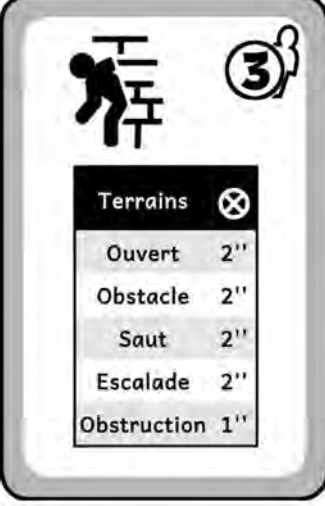 3
Terrains
Ouvert 2''
Obstacle 2''
Saut 2''
Escalade 2''
Obstruction 1''